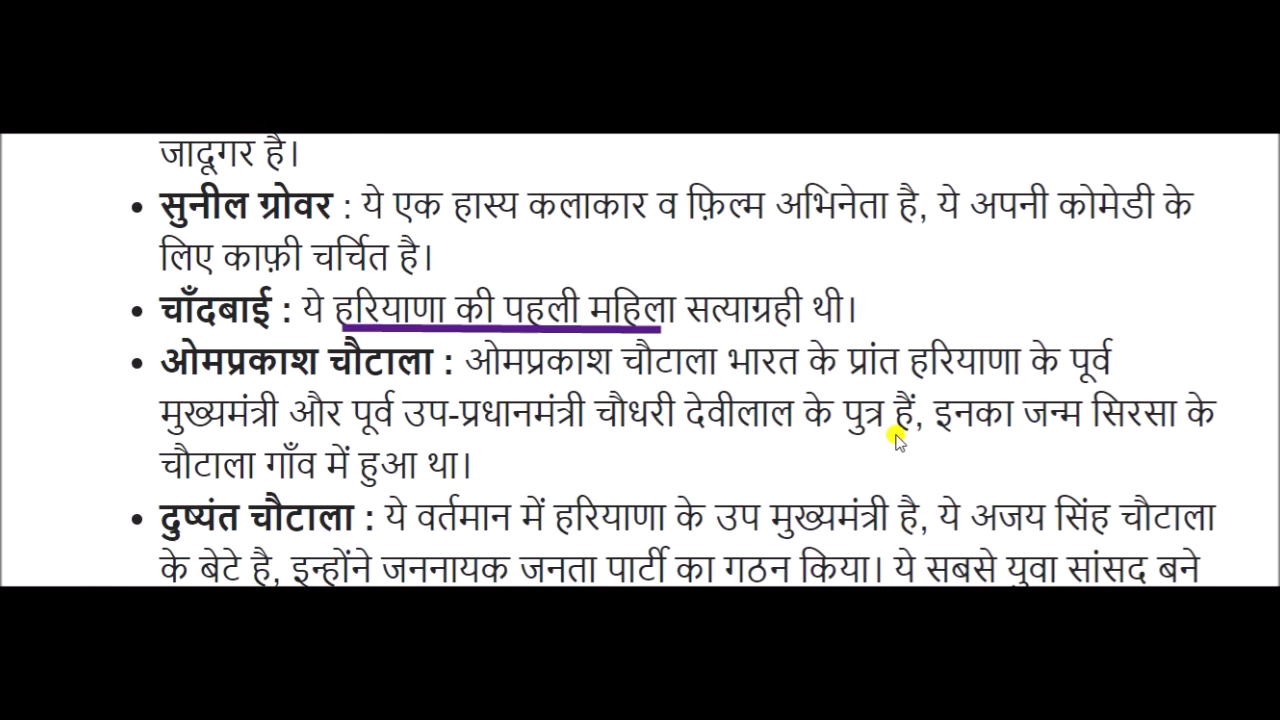 जादूगर है।
सुनील ग्रोवर : ये एक हास्य कलाकार व फ़िल्म अभिनेता है, ये अपनी कोमेडी के
लिए काफ़ी चर्चित है।
चाँदबाई : ये हरियाणा की पहली महिला सत्याग्रही थी।
ओमप्रकाश चौटाला : ओमप्रकाश चौटाला भारत के प्रांत हरियाणा के पूर्व
मुख्यमंत्री और पूर्व उप-प्रधानमंत्री चौधरी देवीलाल के पुत्र हैं, इनका जन्म सिरसा के
चौटाला गाँव में हुआ था।
दुष्यंत चौटाला : ये वर्तमान में हरियाणा के उप मुख्यमंत्री है, ये अजय सिंह चौटाला
के बेटे है, इन्होंने जननायक जनता पार्टी का गठन किया। ये सबसे युवा सांसद बने